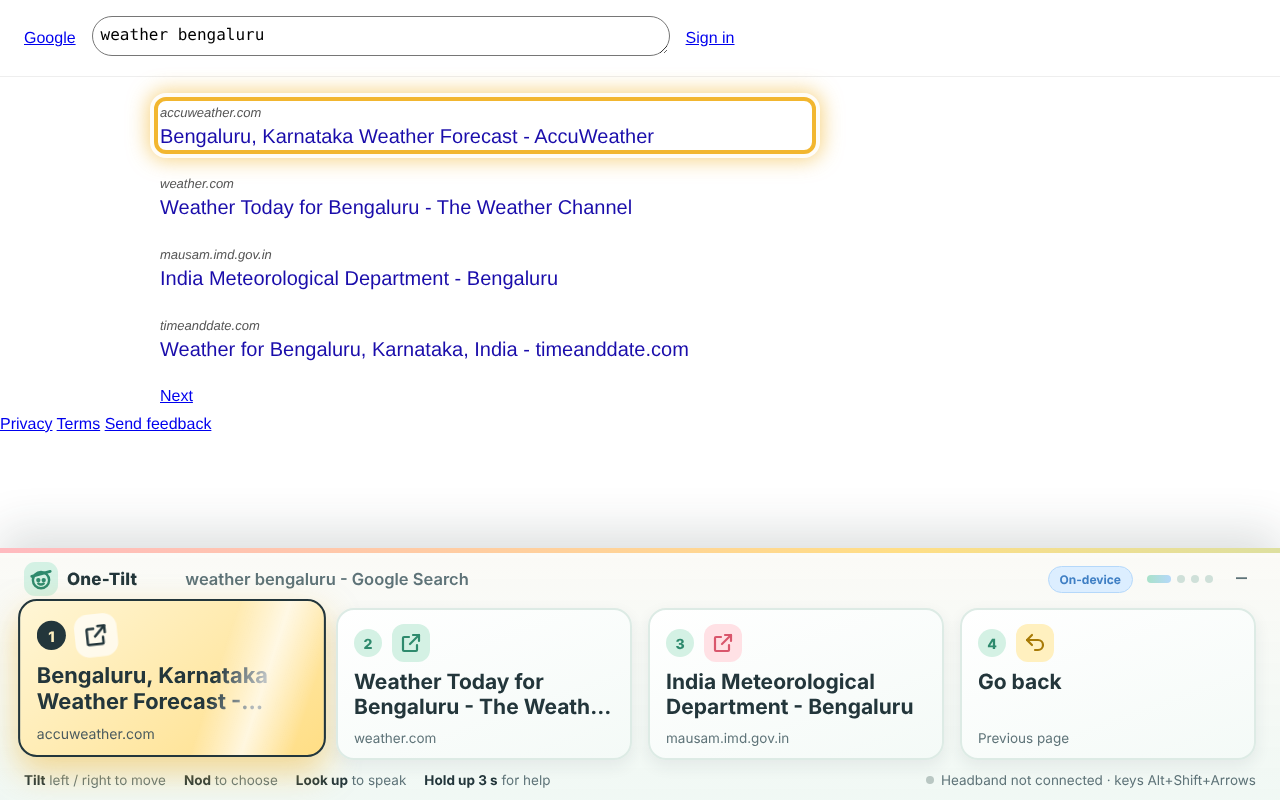 Google weather bengaluru Sign in
accuweather.com
Bengaluru, Karnataka Weather Forecast - AccuWeather
weather.com
Weather Today for Bengaluru - The Weather Channel
mausam.imd.gov.in
India Meteorological Department - Bengaluru
timeanddate.com
Weather for Bengaluru, Karnataka, India - timeanddate.com
Next
Privacy Terms Send feedback
One-Tilt weather bengaluru - Google Search On-device
1
Bengaluru, Karnataka
Weather Forecast -...
accuweather.com
2
Weather Today for
Bengaluru - The Weath...
weather.com
3
India Meteorological
Department - Bengaluru
mausam.imd.gov.in
4
Go back
Previous page
Tilt left / right to move Nod to choose Look up to speak Hold up 3 s for help Headband not connected · keys Alt+Shift+Arrows